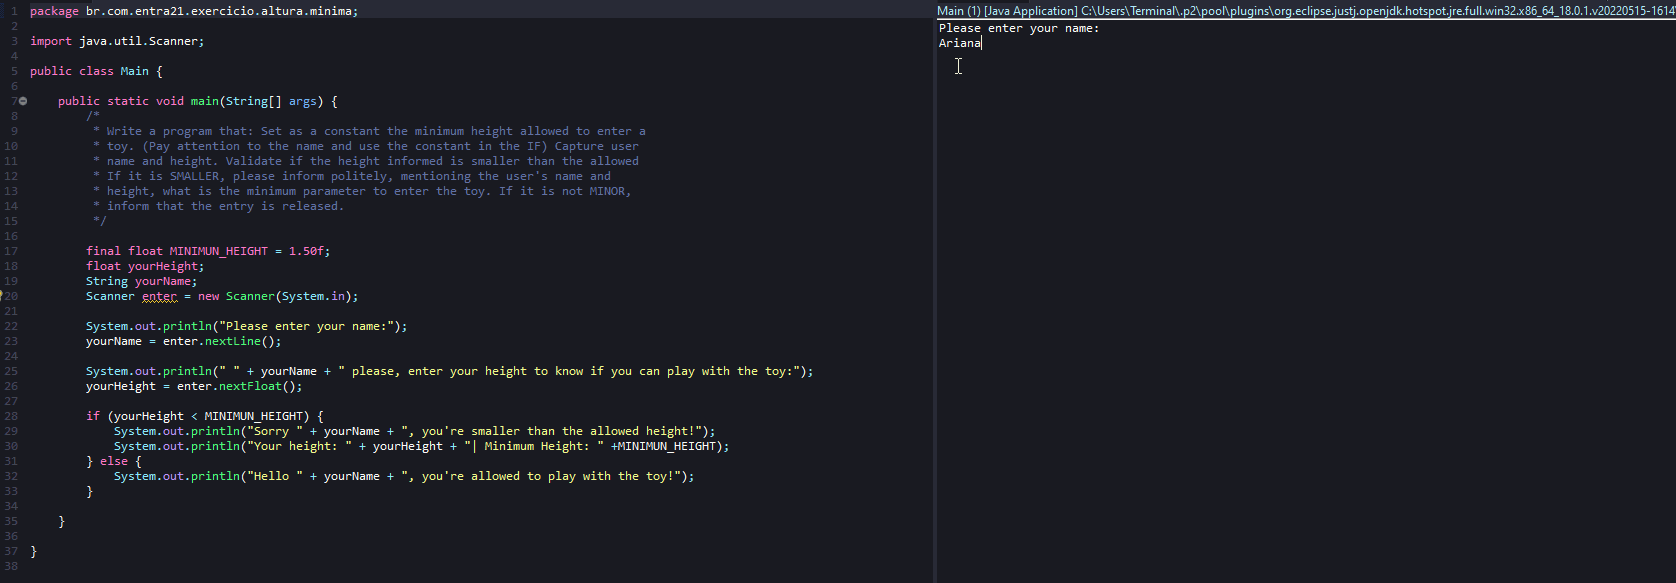 1 package br.com.entra21.exercicio.altura.minima;
2
3 import java.util.Scanner;
4
5 public class Main {
6
7 public static void main(String[] args) {
8 /*
9 * Write a program that: Set as a constant the minimum height allowed to enter a
10 * toy. (Pay attention to the name and use the constant in the IF) Capture user
11 * name and height. Validate if the height informed is smaller than the allowed
12 * If it is SMALLER, please inform politely, mentioning the user's name and
13 * height, what is the minimum parameter to enter the toy. If it is not MINOR,
14 * inform that the entry is released.
15 */
16
17 final float MINIMUN_HEIGHT = 1.50f;
18 float yourHeight;
19 String yourName;
20 Scanner enter = new Scanner(System.in);
21
22 System.out.println("Please enter your name:");
23 yourName = enter.nextLine();
24
25 System.out.println(" " + yourName + " please, enter your height to know if you can play with the toy:");
26 yourHeight = enter.nextFloat();
27
28 if (yourHeight < MINIMUN_HEIGHT) {
29 System.out.println("Sorry " + yourName + ", you're smaller than the allowed height!");
30 System.out.println("Your height: " + yourHeight + "| Minimum Height: " +MINIMUN_HEIGHT);
31 } else {
32 System.out.println("Hello " + yourName + ", you're allowed to play with the toy!");
33 }
34
35 }
36
37 }
38
Main (1) [Java Application] C:\Users\Terminal\.p2\pool\plugins\org.eclipse.justj.openjdk.hotspot.jre.full.win32.x86_64_18.0.1.v20220515-1614
Please enter your name:
Ariana